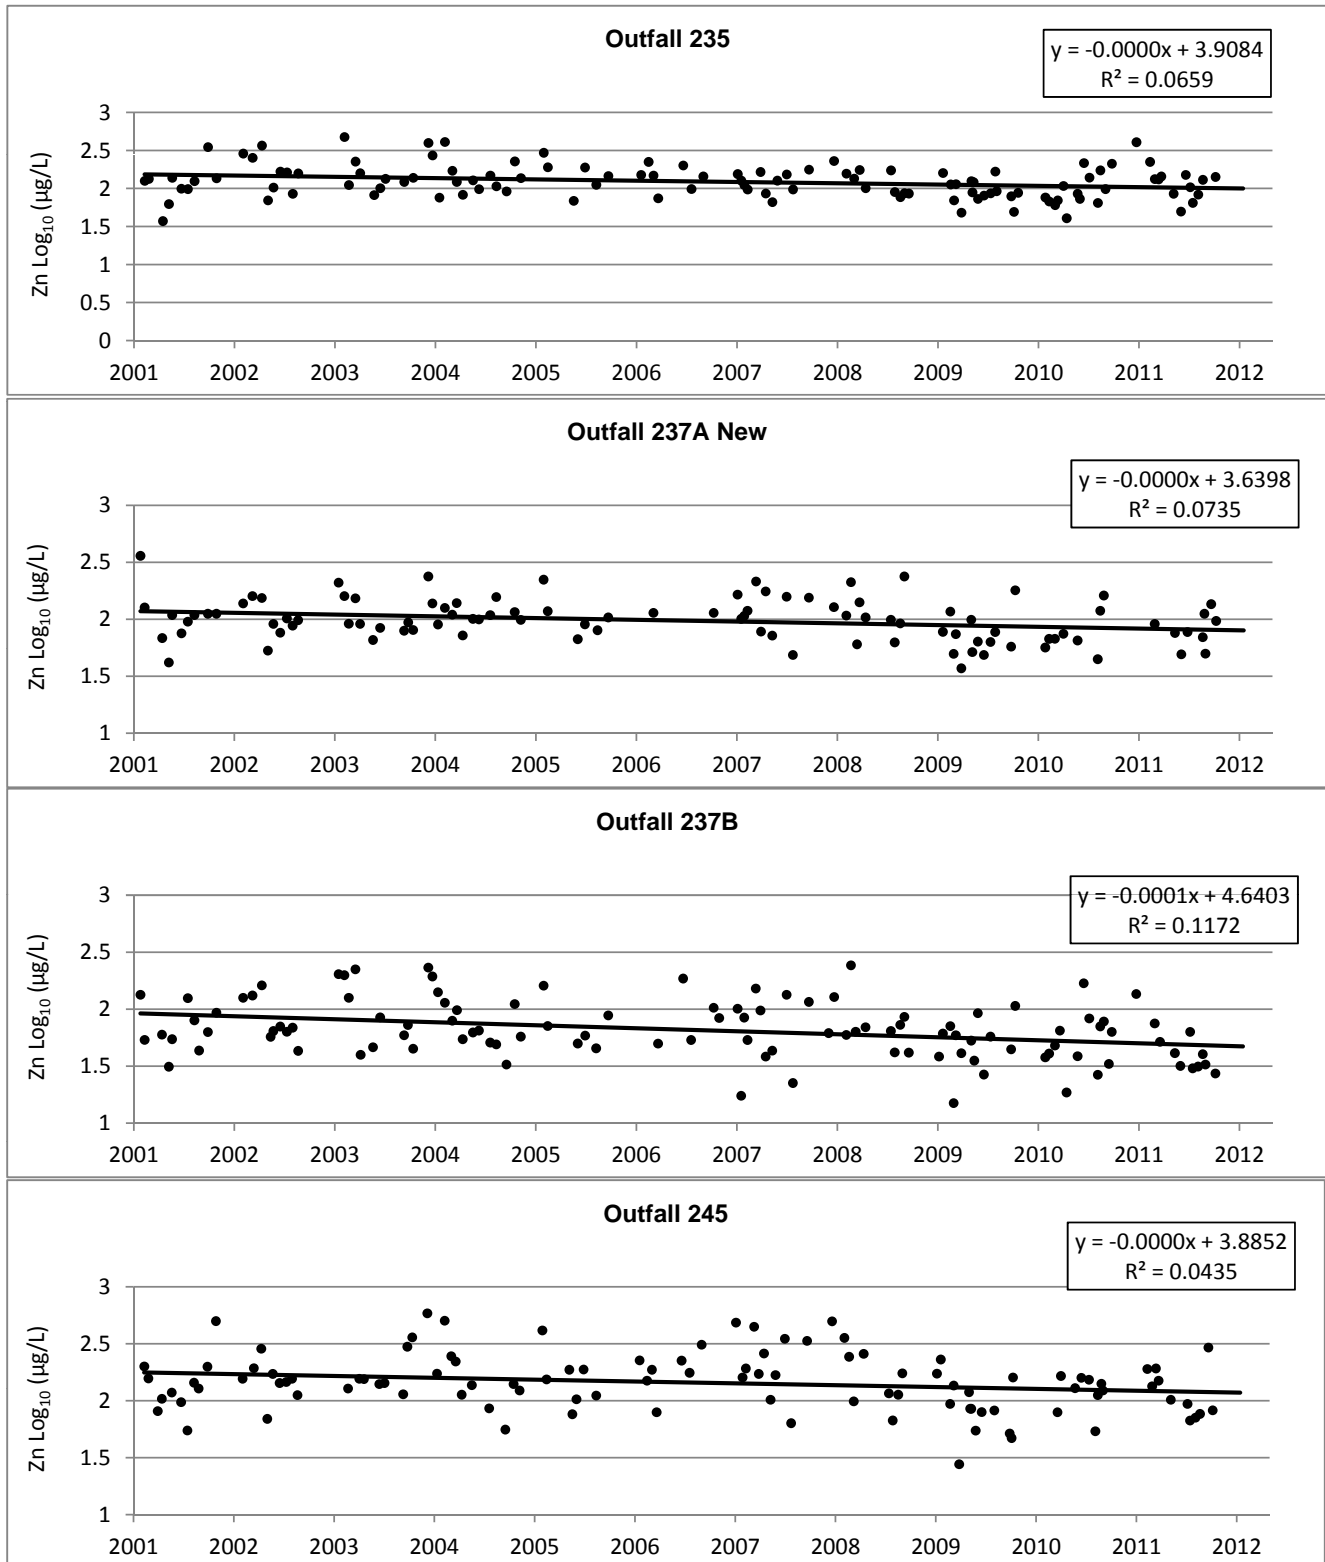 Outfall 235
y = -0.0000x + 3.9084
R² = 0.0659
Zn Log₁₀ (µg/L)
3
2.5
2
1.5
1
0.5
0
2001 2002 2003 2004 2005 2006 2007 2008 2009 2010 2011 2012
Outfall 237A New
y = -0.0000x + 3.6398
R² = 0.0735
Zn Log₁₀ (µg/L)
3
2.5
2
1.5
1
2001 2002 2003 2004 2005 2006 2007 2008 2009 2010 2011 2012
Outfall 237B
y = -0.0001x + 4.6403
R² = 0.1172
Zn Log₁₀ (µg/L)
3
2.5
2
1.5
1
2001 2002 2003 2004 2005 2006 2007 2008 2009 2010 2011 2012
Outfall 245
y = -0.0000x + 3.8852
R² = 0.0435
Zn Log₁₀ (µg/L)
3
2.5
2
1.5
1
2001 2002 2003 2004 2005 2006 2007 2008 2009 2010 2011 2012